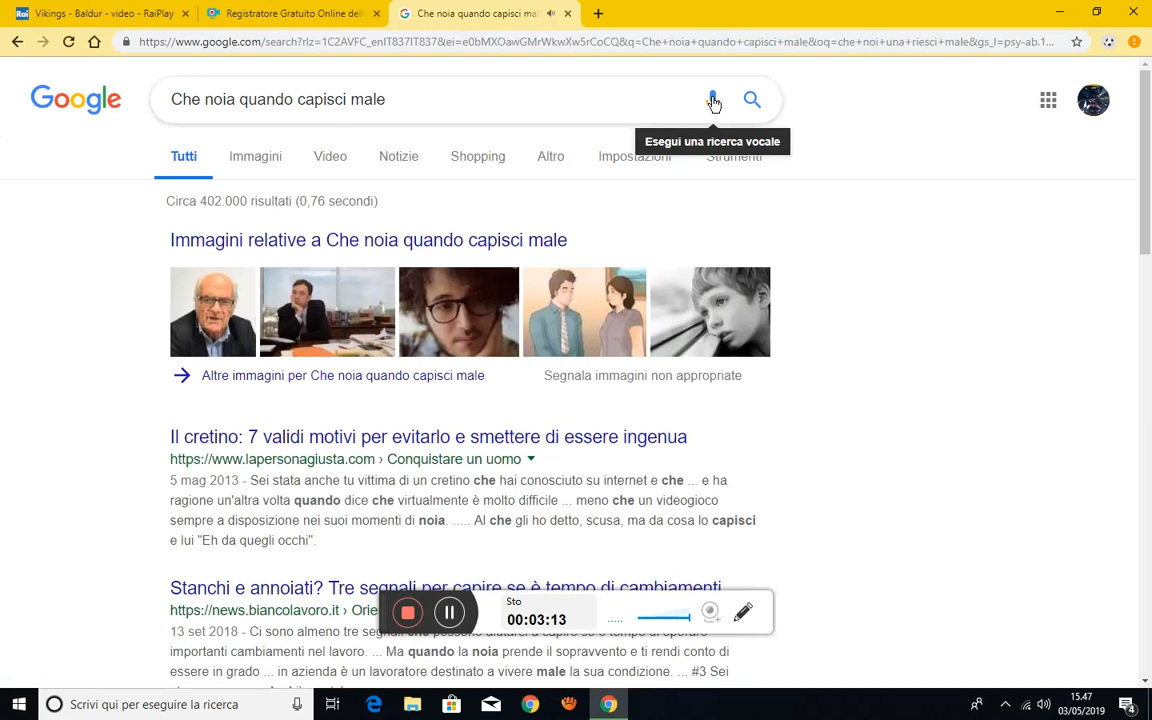 Vikings - Baldur - video - RaiPlay
Registratore Gratuito Online dell
Che noia quando capisci ma
https://www.google.com/search?rlz=1C2AVFC_enIT837IT837&ei=e0bMXOawGMrWkwXw5rCoCQ&q=Che+noia+quando+capisci+male&oq=che+noi+una+riesci+male&gs_l=psy-ab.1...
Google
Che noia quando capisci male
Esegui una ricerca vocale
Tutti Immagini Video Notizie Shopping Altro Impostazioni Strumenti
Circa 402.000 risultati (0,76 secondi)
Immagini relative a Che noia quando capisci male
Altre immagini per Che noia quando capisci male
Segnala immagini non appropriate
Il cretino: 7 validi motivi per evitarlo e smettere di essere ingenua
https://www.lapersonagiusta.com › Conquistare un uomo
5 mag 2013 - Sei stata anche tu vittima di un cretino che hai conosciuto su internet e che ... e ha
ragione un'altra volta quando dice che virtualmente è molto difficile ... meno che un videogioco
sempre a disposizione nei suoi momenti di noia. ..... Al che gli ho detto, scusa, ma da cosa lo capisci
e lui "Eh da quegli occhi".
Stanchi e annoiati? Tre segnali per capire se è tempo di cambiamenti
https://news.biancolavoro.it › Orie
Sto
00:03:13
13 set 2018 - Ci sono almeno tre segnali che possono aiutarti a capire se è tempo di operare
importanti cambiamenti nel lavoro. ... Ma quando la noia prende il sopravvento e ti rendi conto di
essere in grado ... in azienda è un lavoratore destinato a vivere male la sua condizione. ... #3 Sei
Scrivi qui per eseguire la ricerca
15.47
03/05/2019
4